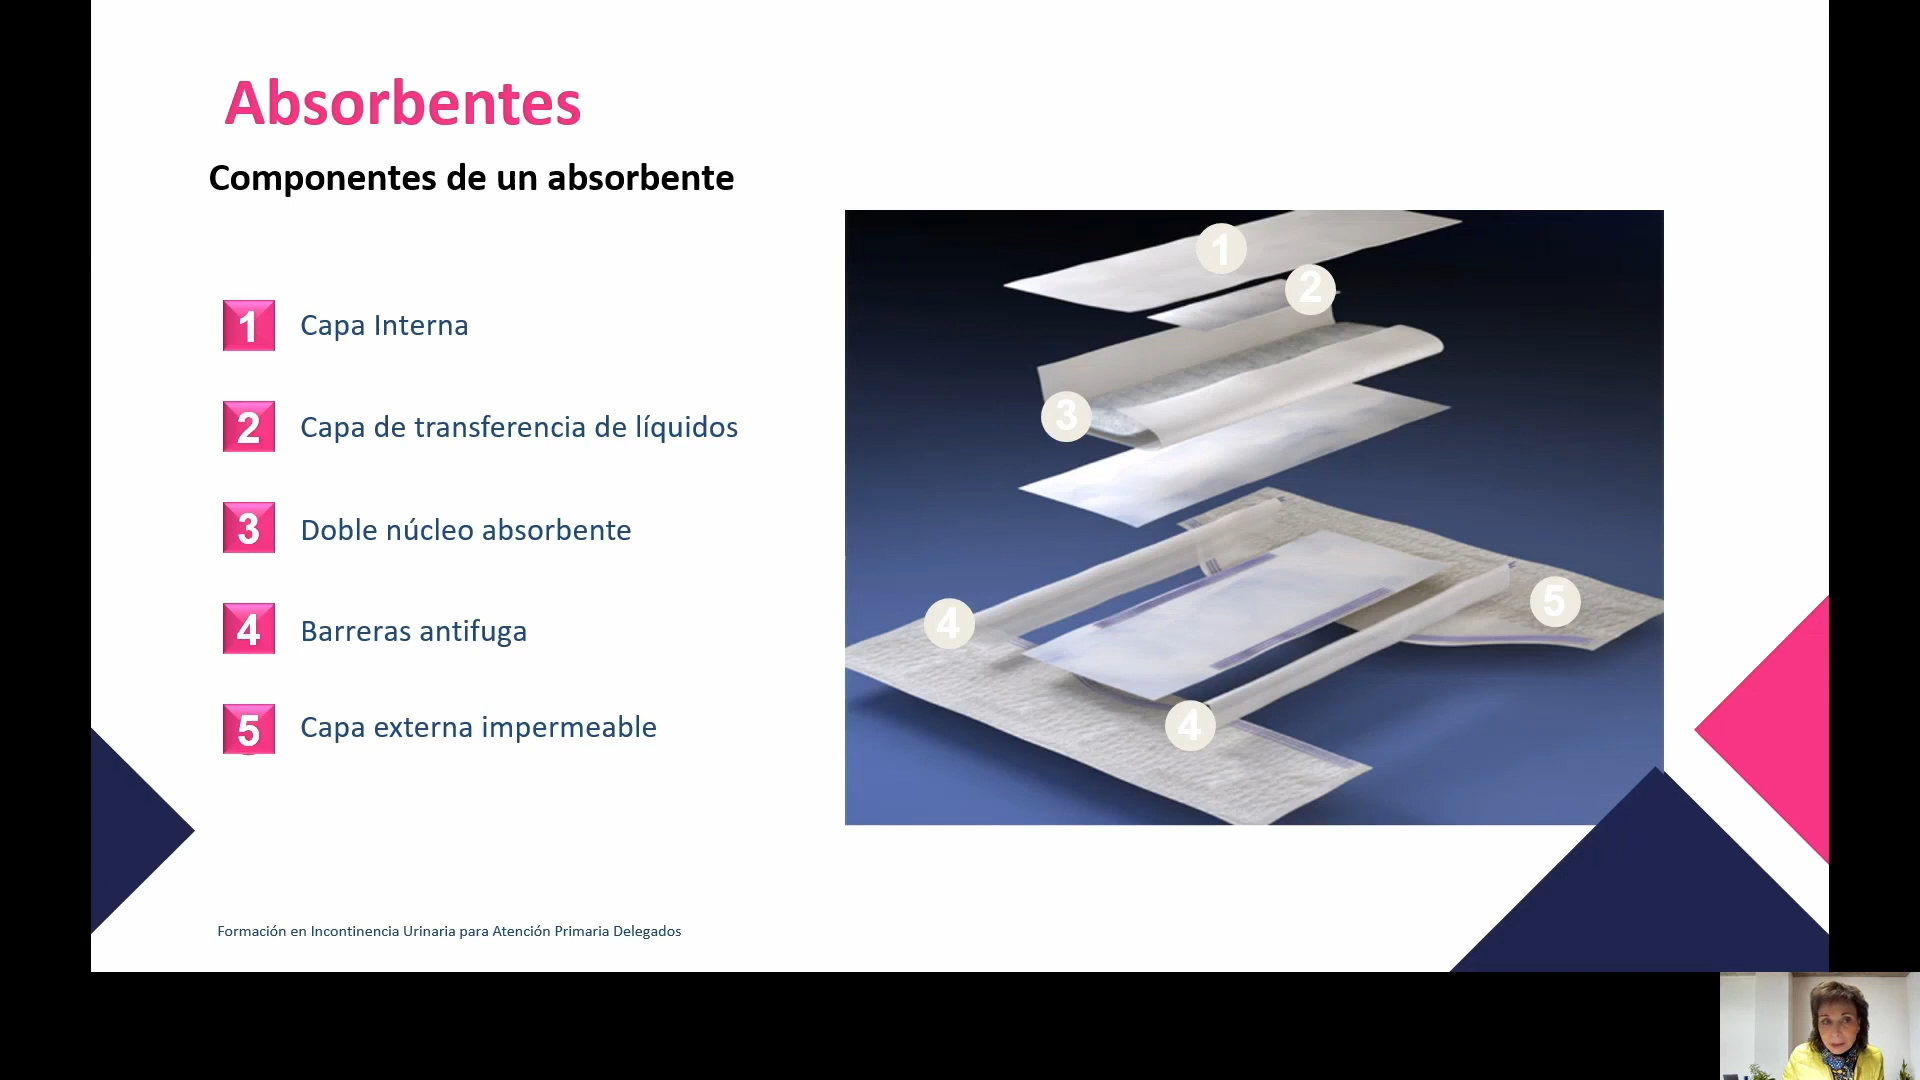 Absorbentes
Componentes de un absorbente
1 Capa Interna
2 Capa de transferencia de líquidos
3 Doble núcleo absorbente
4 Barreras antifuga
5 Capa externa impermeable
1
2
3
4
5
4
Formación en Incontinencia Urinaria para Atención Primaria Delegados